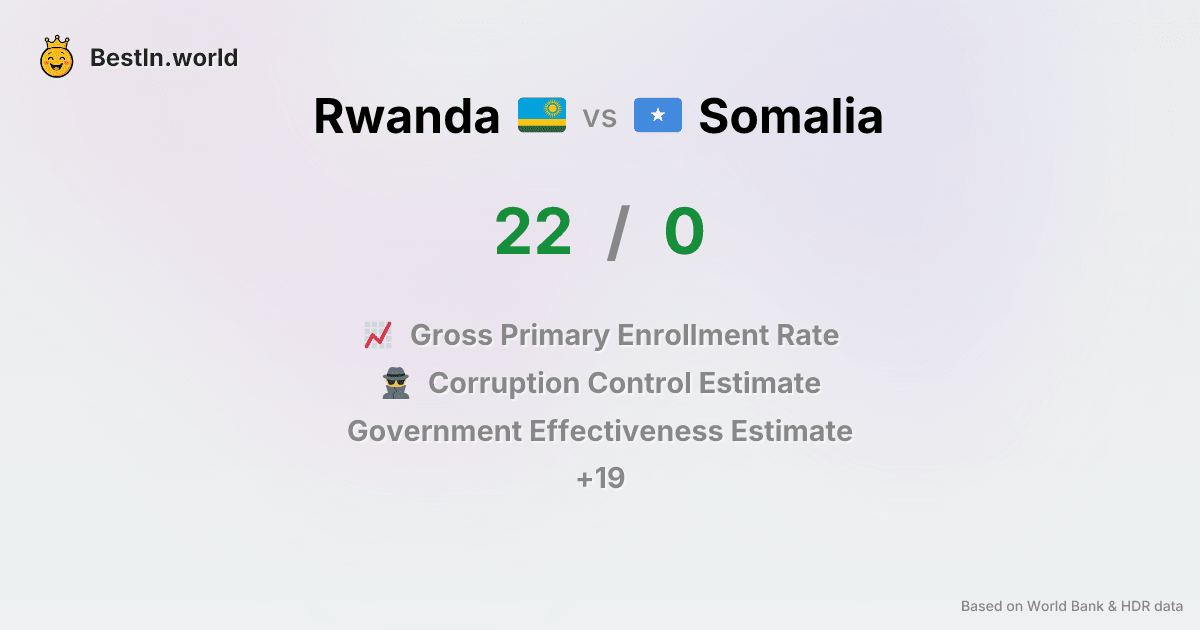 BestIn.world
Rwanda vs Somalia
22 / 0
Gross Primary Enrollment Rate
Corruption Control Estimate
Government Effectiveness Estimate
+19
Based on World Bank & HDR data